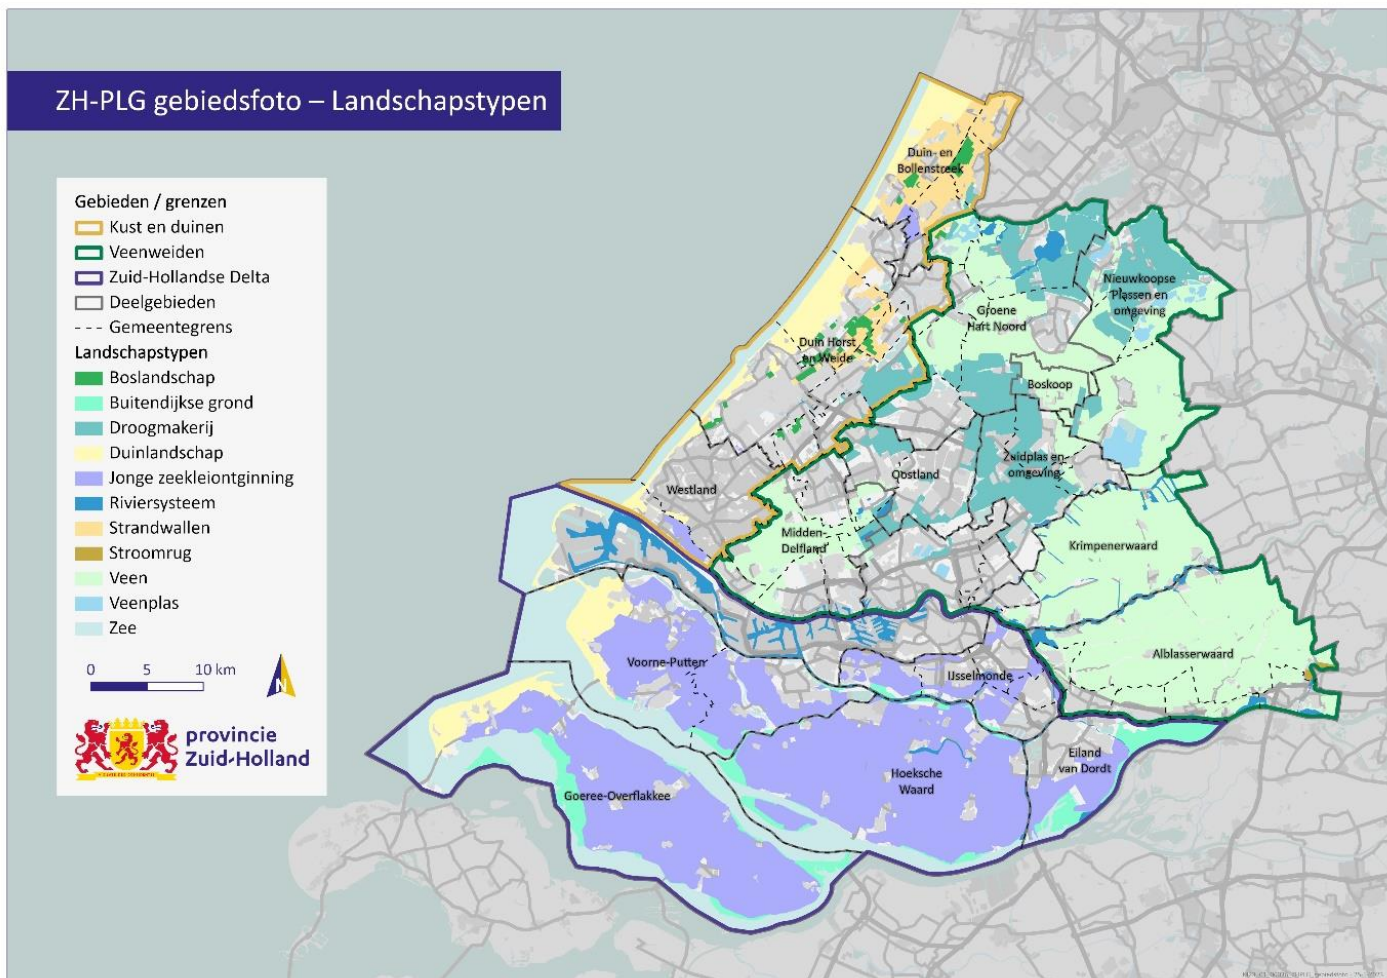 ZH-PLG gebiedsfoto – Landschapstypen
Gebieden / grenzen
Kust en duinen
Veenweiden
Zuid-Hollandse Delta
Deelgebieden
Gemeentegrens
Landschapstypen
Boslandschap
Buitendijkse grond
Droogmakerij
Duinlandschap
Jonge zeekleiontginning
Riviersysteem
Strandwallen
Stroomrug
Veen
Veenplas
Zee
0 5 10 km
N
provincie
Zuid-Holland
Duin- en
Bollenstreek
Nieuwkoopse
Plassen en
omgeving
Groene
Hart Noord
Duin Horst
en Weide
Boskoop
Zuidplas en
omgeving
Oostland
Westland
Midden-
Delfland
Krimpenerwaard
Alblasserwaard
Voorne-Putten
IJsselmonde
Eiland
van Dordt
Hoeksche
Waard
Goeree-Overflakkee